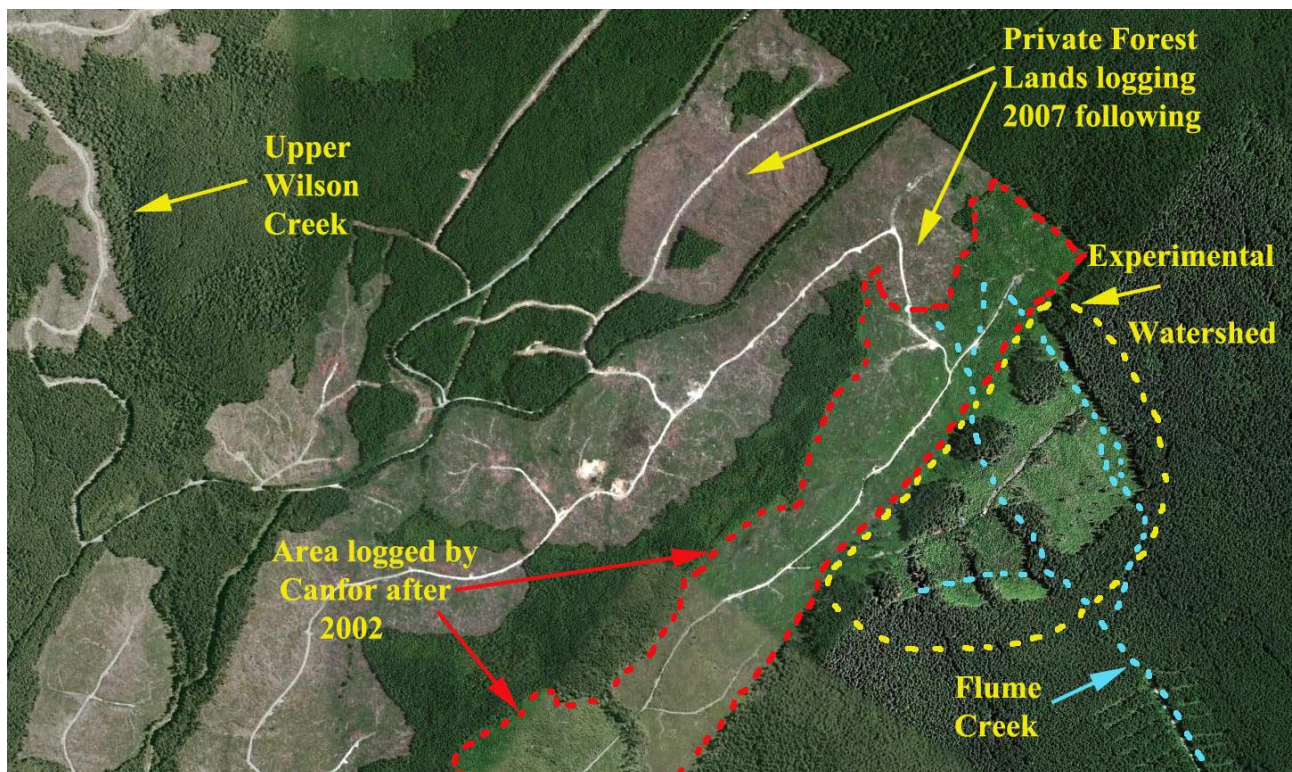 Private Forest
Lands logging
2007 following
Upper
Wilson
Creek
Experimental
Watershed
Area logged by
Canfor after
2002
Flume
Creek